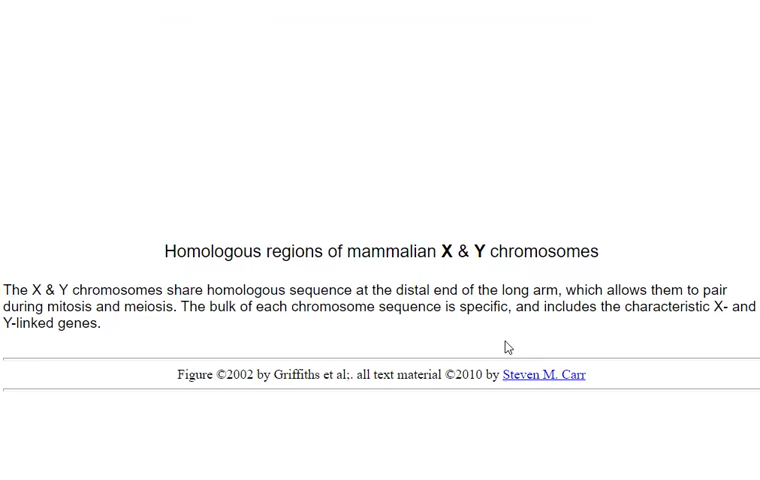 Homologous regions of mammalian X & Y chromosomes
The X & Y chromosomes share homologous sequence at the distal end of the long arm, which allows them to pair
during mitosis and meiosis. The bulk of each chromosome sequence is specific, and includes the characteristic X- and
Y-linked genes.
Figure ©2002 by Griffiths et al;. all text material ©2010 by Steven M. Carr